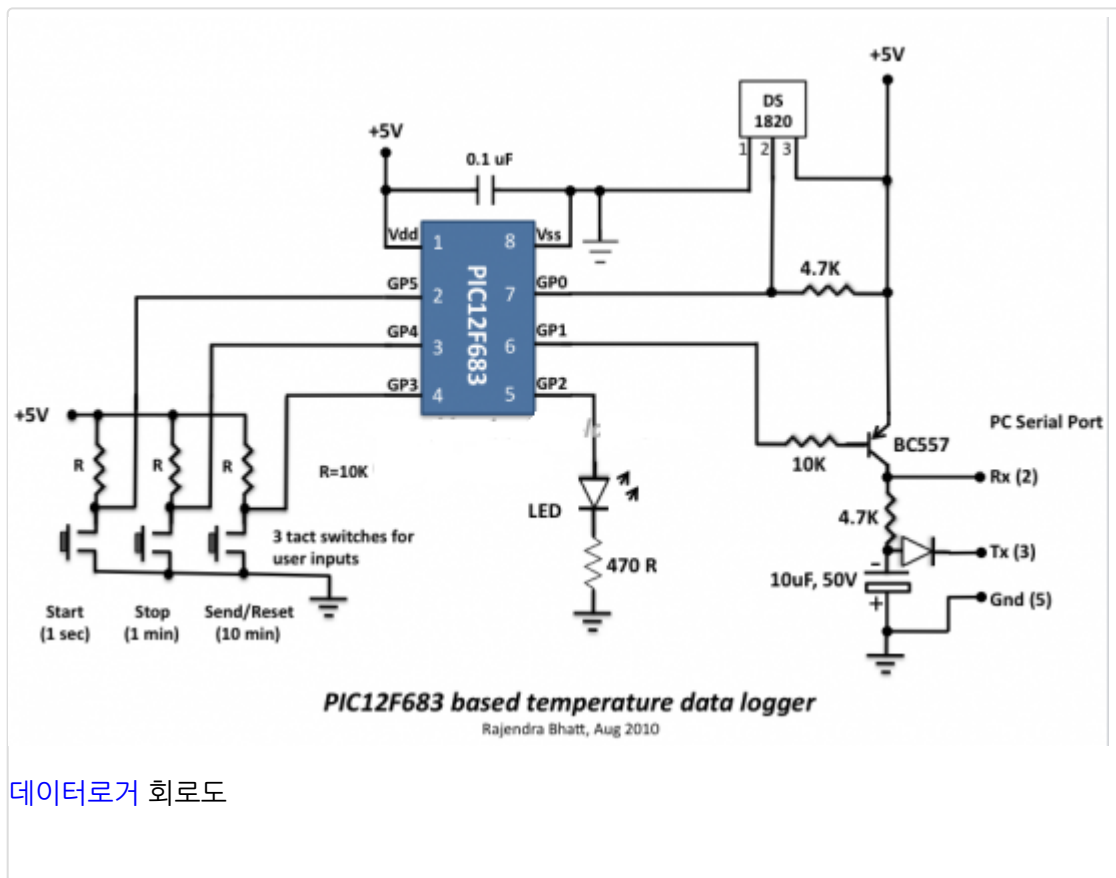 +5V
DS
1820
+5V
0.1 uF
1 2 3
Vdd 1 8 Vss
4.7K
GP5 2 7 GP0
PIC12F683
GP4 3 6 GP1
GP3 4 5 GP2
+5V
PC Serial Port
BC557
R R R R=10K
10K
Rx (2)
LED
4.7K
3 tact switches for
user inputs
-
Tx (3)
470 R
10uF, 50V
+
Gnd (5)
Start Stop Send/Reset
(1 sec) (1 min) (10 min)
PIC12F683 based temperature data logger
Rajendra Bhatt, Aug 2010
데이터로거 회로도